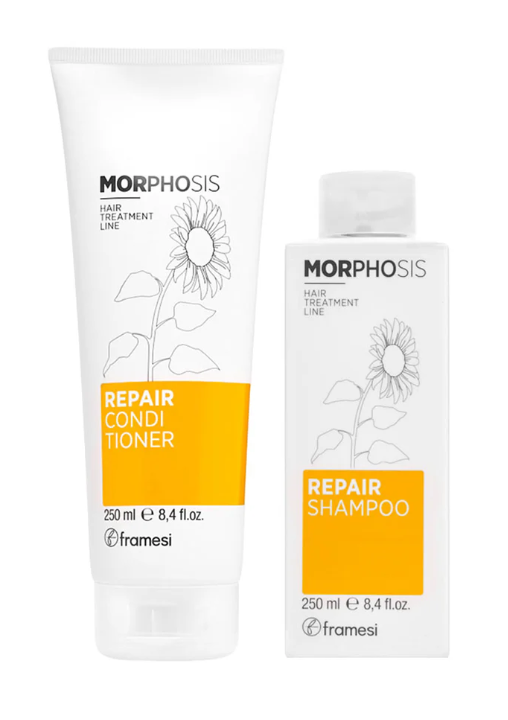 MORPHOSIS
HAIR
TREATMENT
LINE
REPAIR
CONDI
TIONER
250 ml ℮ 8,4 fl.oz.
framesi
MORPHOSIS
HAIR
TREATMENT
LINE
REPAIR
SHAMPOO
250 ml ℮ 8,4 fl.oz.
framesi